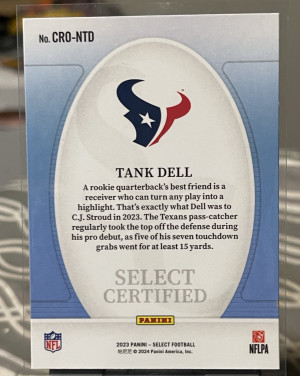 No. CRO-NTD
TANK DELL
A rookie quarterback's best friend is a
receiver who can turn any play into a
highlight. That's exactly what Dell was to
C.J. Stroud in 2023. The Texans pass-catcher
regularly took the top off the defense during
his pro debut, as five of his seven touchdown
grabs went for at least 15 yards.
SELECT
CERTIFIED
PANINI
NFL
NFLPA
2023 PANINI – SELECT FOOTBALL
© 2024 Panini America, Inc.